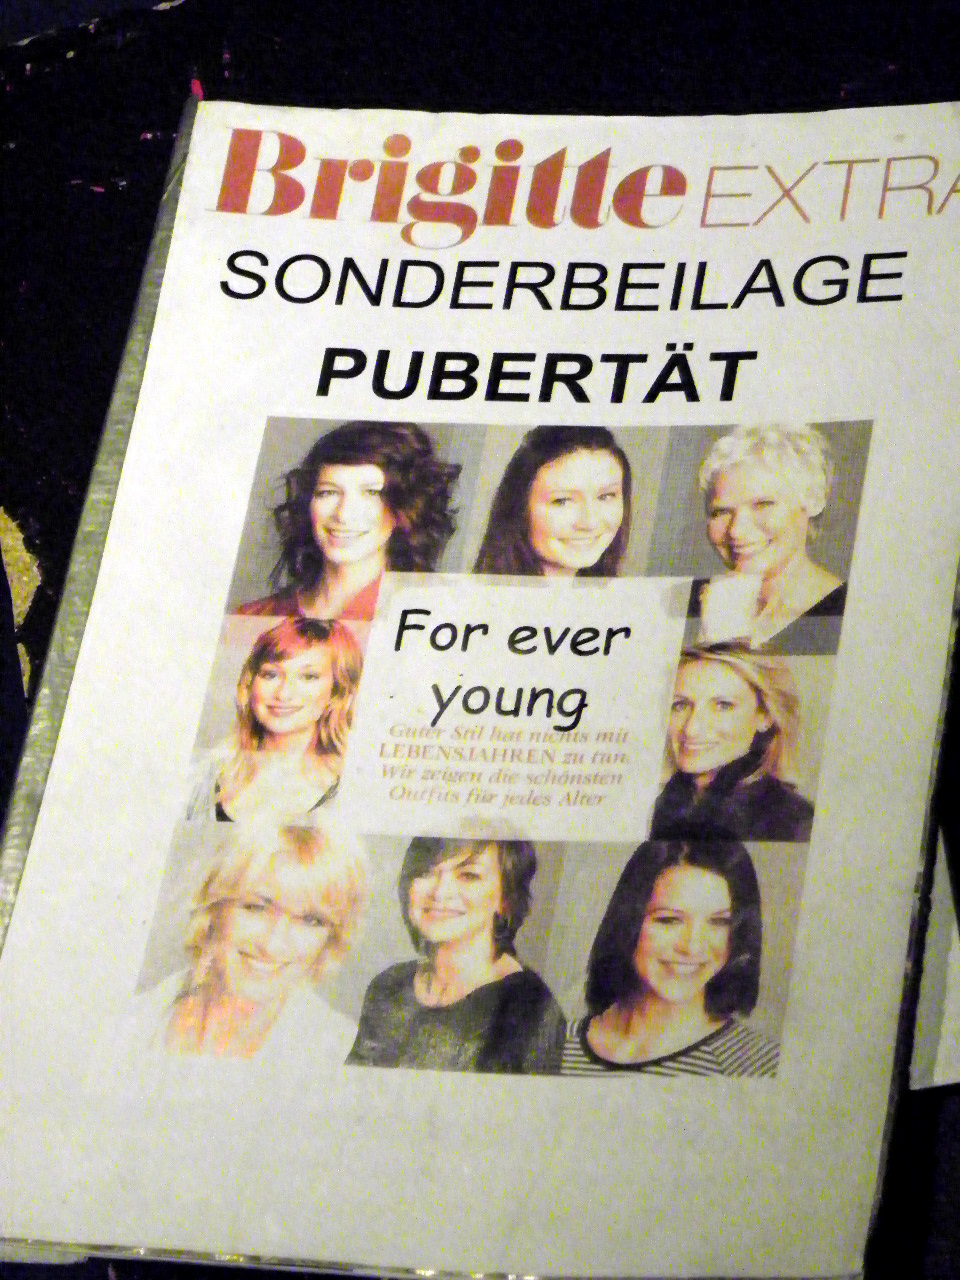 Brigitte EXTRA
SONDERBEILAGE
PUBERTÄT
For ever
young
Guter Stil hat nichts mit
LEBENSJAHREN zu tun.
Wir zeigen die schönsten
Outfits für jedes Alter